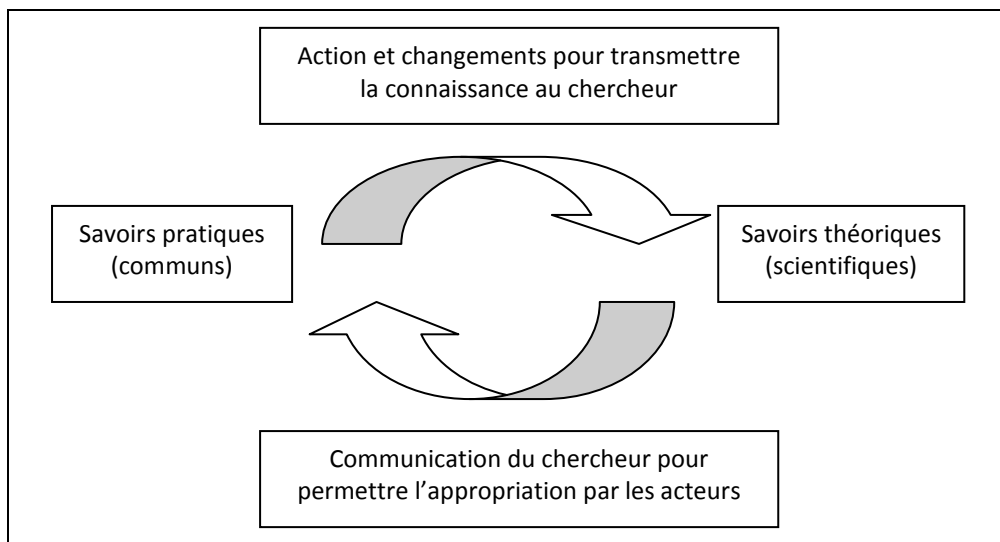 Action et changements pour transmettre
la connaissance au chercheur
Savoirs pratiques
(communs)
Savoirs théoriques
(scientifiques)
Communication du chercheur pour
permettre l’appropriation par les acteurs